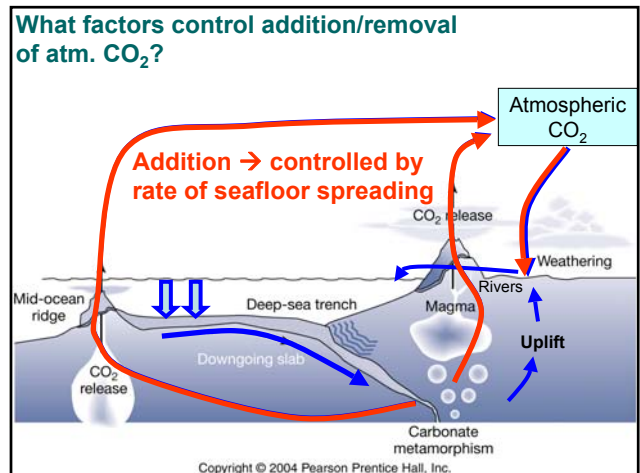 What factors control addition/removal
of atm. CO₂?
Atmospheric
CO₂
Addition → controlled by
rate of seafloor spreading
CO₂ release
Weathering
Rivers
Mid-ocean
ridge
Deep-sea trench
Magma
Uplift
Downgoing slab
CO₂
release
Carbonate
metamorphism
Copyright © 2004 Pearson Prentice Hall, Inc.